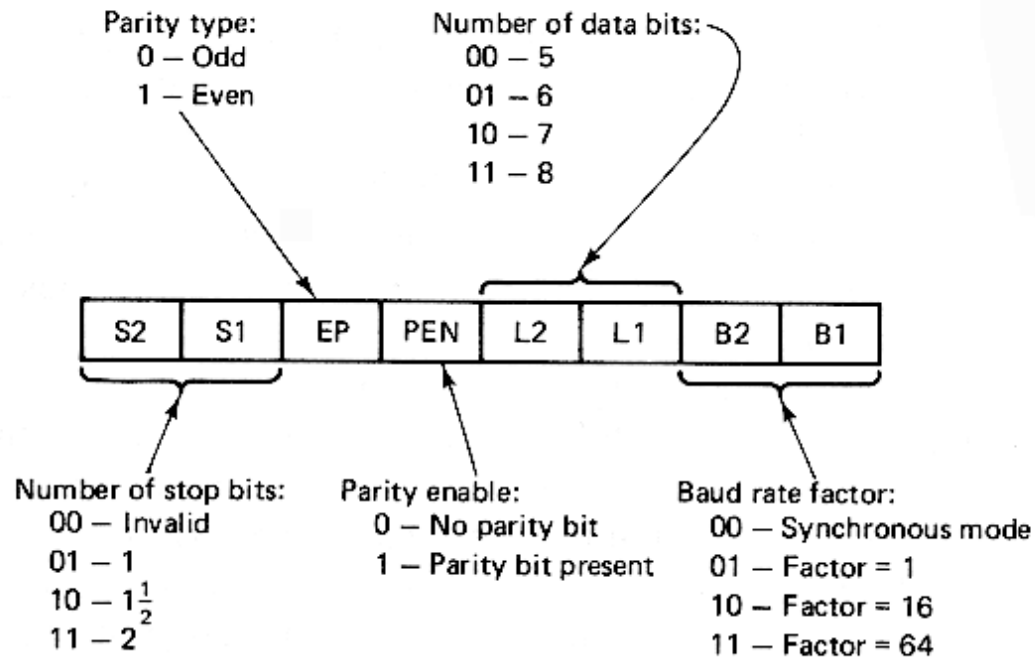 Parity type:
0 – Odd
1 – Even
Number of data bits:
00 – 5
01 – 6
10 – 7
11 – 8
S2 S1 EP PEN L2 L1 B2 B1
Number of stop bits:
00 – Invalid
01 – 1
10 – 1 1/2
11 – 2
Parity enable:
0 – No parity bit
1 – Parity bit present
Baud rate factor:
00 – Synchronous mode
01 – Factor = 1
10 – Factor = 16
11 – Factor = 64